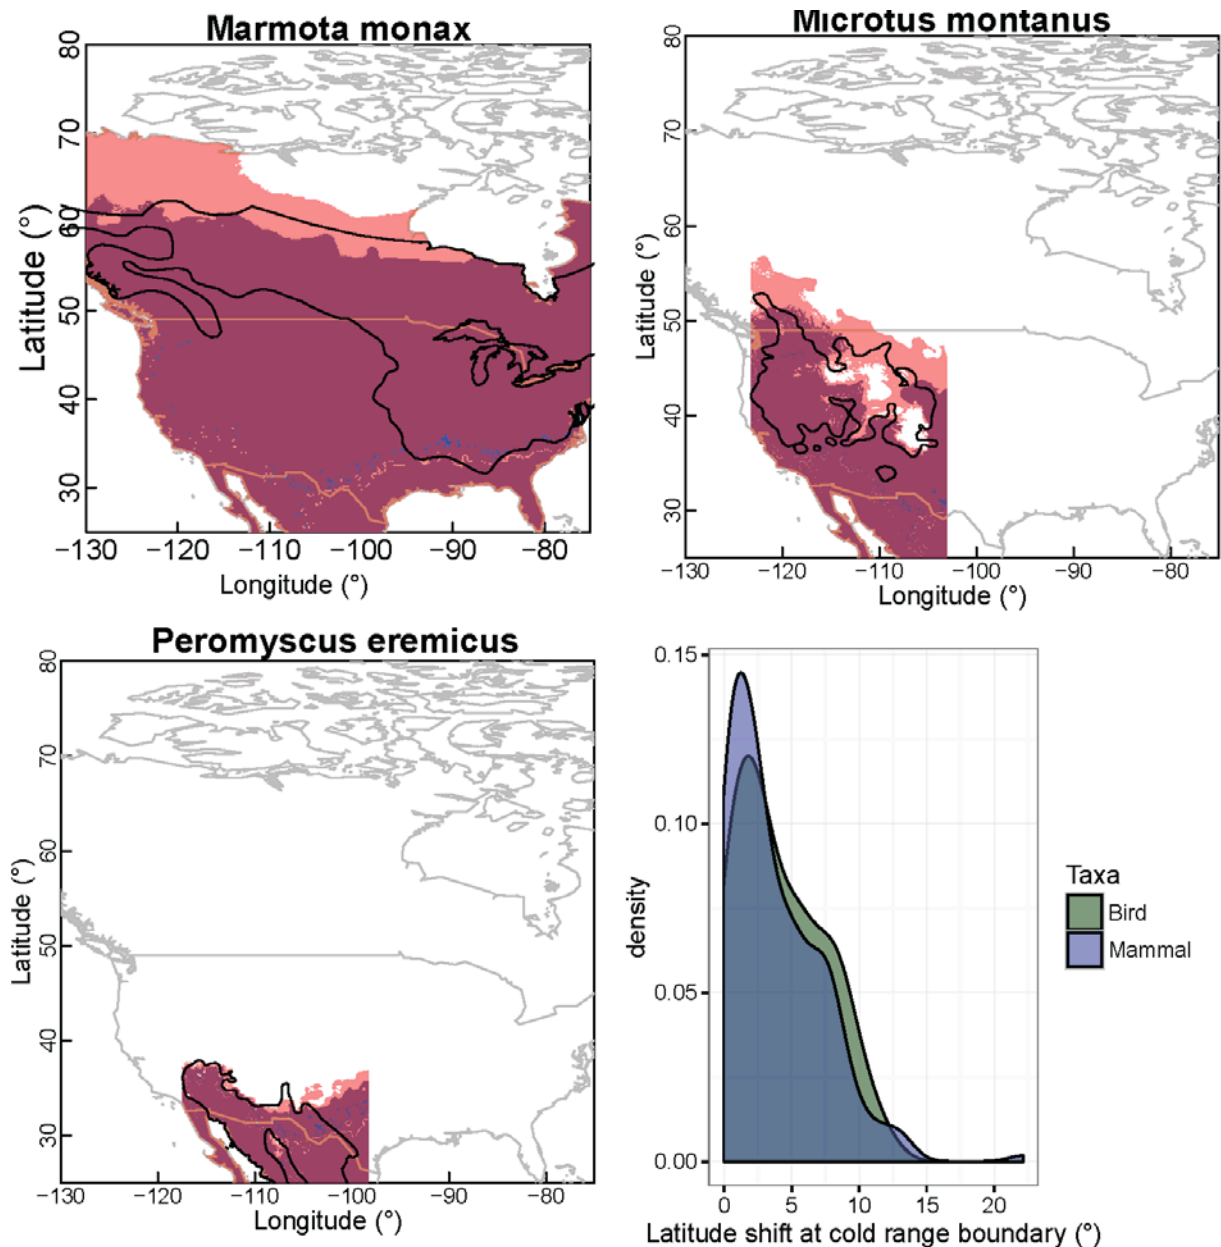 Marmota monax
80
70
60
50
40
30
Latitude (°)
−130 −120 −110 −100 −90 −80
Longitude (°)
Microtus montanus
80
70
60
50
40
30
Latitude (°)
−130 −120 −110 −100 −90 −80
Longitude (°)
Peromyscus eremicus
80
70
60
50
40
30
Latitude (°)
−130 −120 −110 −100 −90 −80
Longitude (°)
0.15
0.10
0.05
0.00
density
0 5 10 15 20
Latitude shift at cold range boundary (°)
Taxa
Bird
Mammal